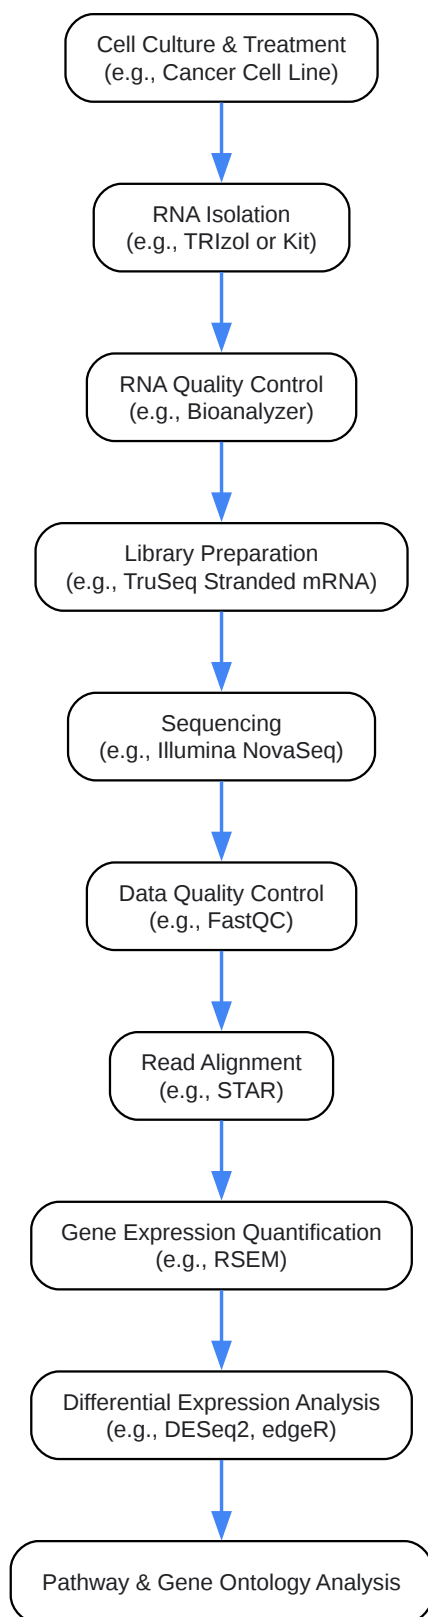 Cell Culture & Treatment
(e.g., Cancer Cell Line)
RNA Isolation
(e.g., TRIzol or Kit)
RNA Quality Control
(e.g., Bioanalyzer)
Library Preparation
(e.g., TruSeq Stranded mRNA)
Sequencing
(e.g., Illumina NovaSeq)
Data Quality Control
(e.g., FastQC)
Read Alignment
(e.g., STAR)
Gene Expression Quantification
(e.g., RSEM)
Differential Expression Analysis
(e.g., DESeq2, edgeR)
Pathway & Gene Ontology Analysis